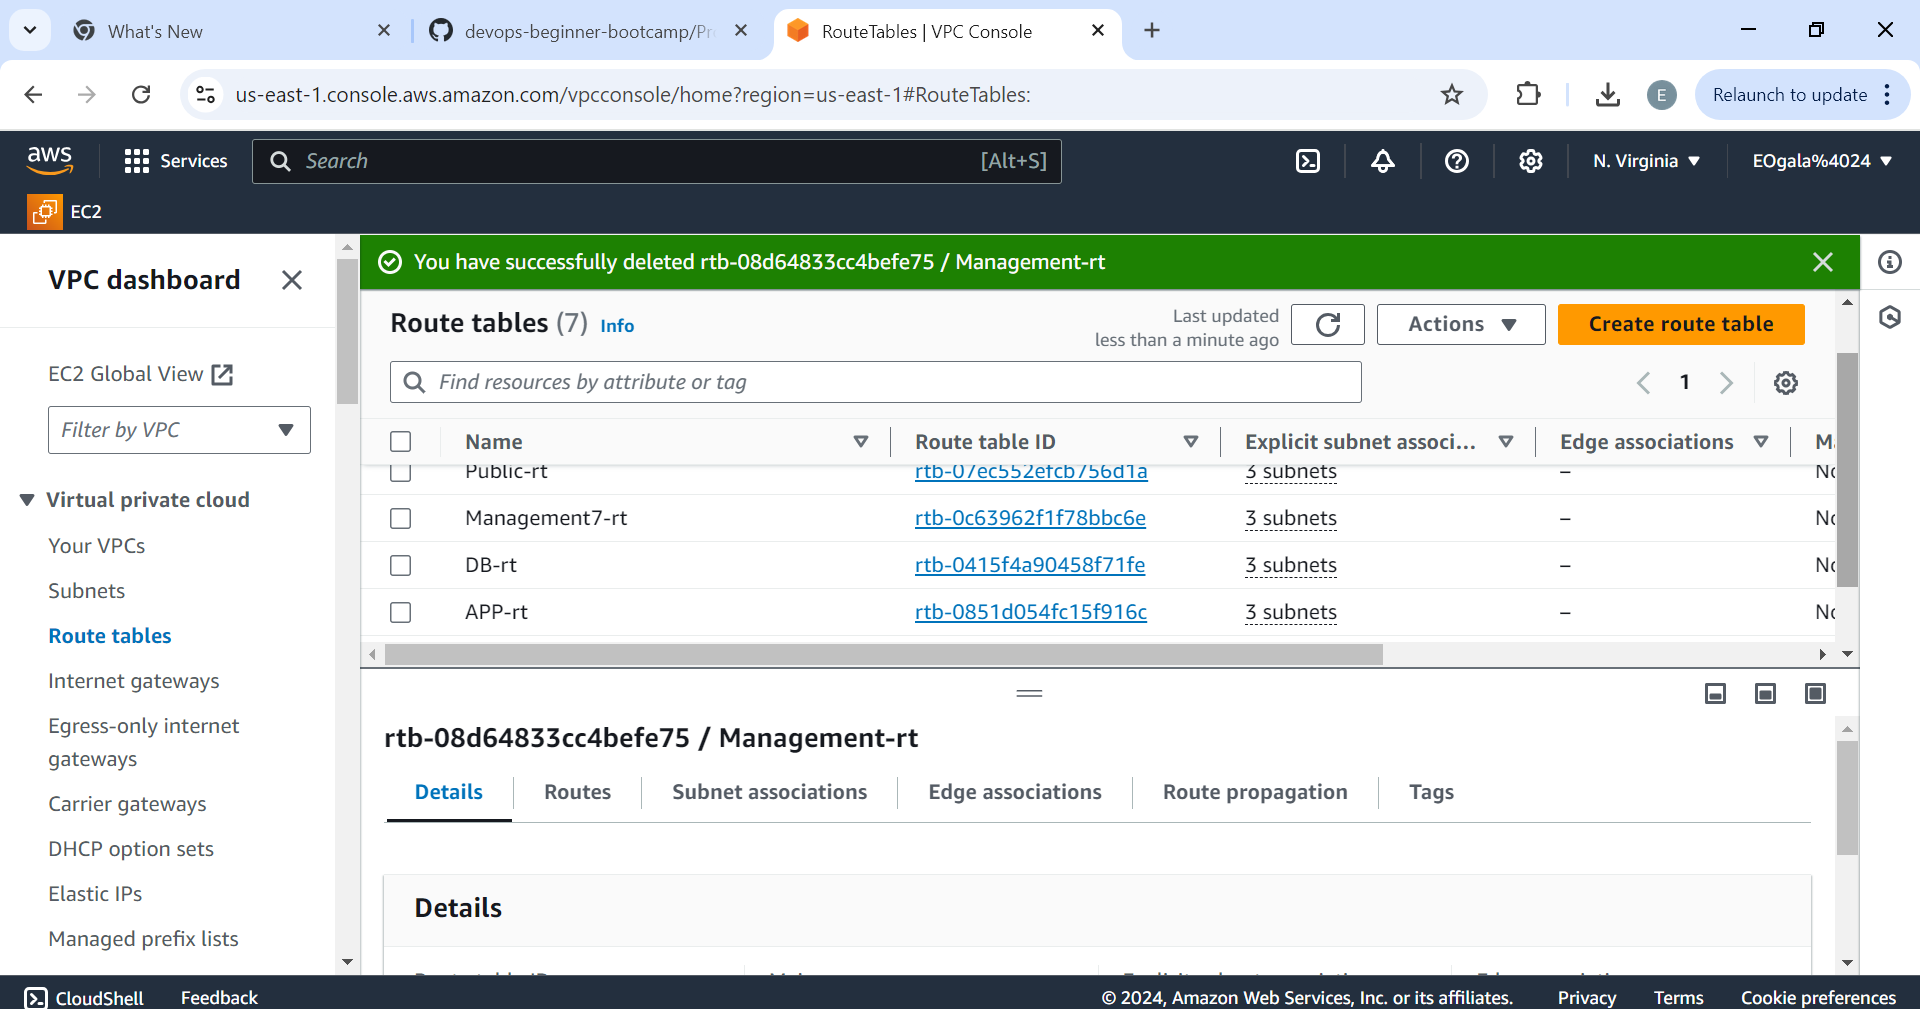 What's New
devops-beginner-bootcamp/Pr
RouteTables | VPC Console
us-east-1.console.aws.amazon.com/vpcconsole/home?region=us-east-1#RouteTables:
E
Relaunch to update
aws
Services
Search
[Alt+S]
N. Virginia
EOgala%4024
EC2
VPC dashboard
EC2 Global View
Filter by VPC
Virtual private cloud
Your VPCs
Subnets
Route tables
Internet gateways
Egress-only internet
gateways
Carrier gateways
DHCP option sets
Elastic IPs
Managed prefix lists
You have successfully deleted rtb-08d64833cc4befe75 / Management-rt
Route tables (7) Info
Last updated
less than a minute ago
Actions
Create route table
Find resources by attribute or tag
1
Name Route table ID Explicit subnet associ... Edge associations
Public-rt rtb-07ec552efcb756d1a 3 subnets –
Management7-rt rtb-0c63962f1f78bbc6e 3 subnets –
DB-rt rtb-0415f4a90458f71fe 3 subnets –
APP-rt rtb-0851d054fc15f916c 3 subnets –
rtb-08d64833cc4befe75 / Management-rt
Details Routes Subnet associations Edge associations Route propagation Tags
Details
CloudShell Feedback © 2024, Amazon Web Services, Inc. or its affiliates. Privacy Terms Cookie preferences